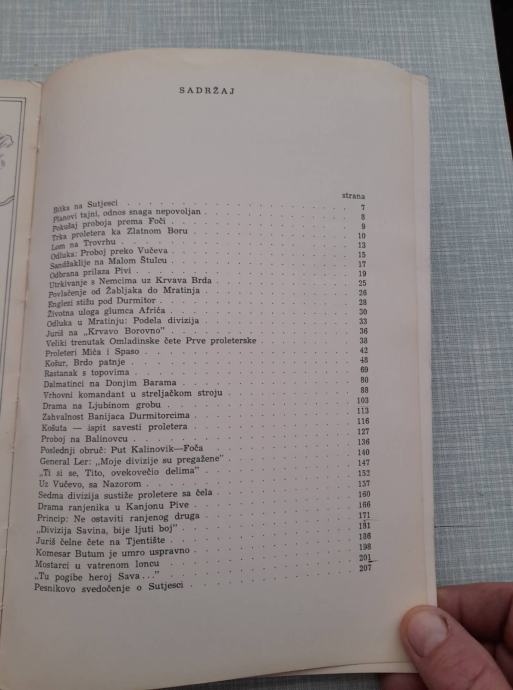 SADRŽAJ
strana
Bitka na Sutjesci 7
Planovi tajni, odnos snaga nepovoljan 8
Pokušaj proboja prema Foči 9
Trka proletera ka Zlatnom Boru 10
Lom na Trovrhu 13
Odluka: Proboj preko Vučeva 15
Sandžaklije na Malom Štulcu 17
Odbrana prilaza Pivi 19
Utrkivanje s Nemcima uz Krvava Brda 25
Povlačenje od Žabljaka do Mratinja 26
Englezi stižu pod Durmitor 28
Životna uloga glumca Afrića 30
Odluka u Mratinju: Podela divizija 33
Juriš na „Krvavo Borovno” 36
Veliki trenutak Omladinske čete Prve proleterske 38
Proleteri Mića i Spaso 42
Košur, Brdo patnje 48
Rastanak s topovima 69
Dalmatinci na Donjim Barama 80
Vrhovni komandant u streljačkom stroju 88
Drama na Ljubinom grobu 103
Zahvalnost Banijaca Durmitorcima 113
Košuta — ispit savesti proletera 116
Proboj na Balinovcu 127
Poslednji obruč: Put Kalinovik—Foča 136
General Ler: „Moje divizije su pregažene” 140
„Ti si se, Tito, ovekovečio delima” 147
Uz Vučevo, sa Nazorom 152
Sedma divizija sustiže proletere sa čela 157
Drama ranjenika u Kanjonu Pive 160
Princip: Ne ostaviti ranjenog druga 166
„Divizija Savina, bije ljuti boj” 171
Juriš čelne čete na Tjentište 181
Komesar Butum je umro uspravno 186
Mostarci u vatrenom loncu 198
„Tu pogibe heroj Sava...” 201
Pesnikovo svedočenje o Sutjesci 207